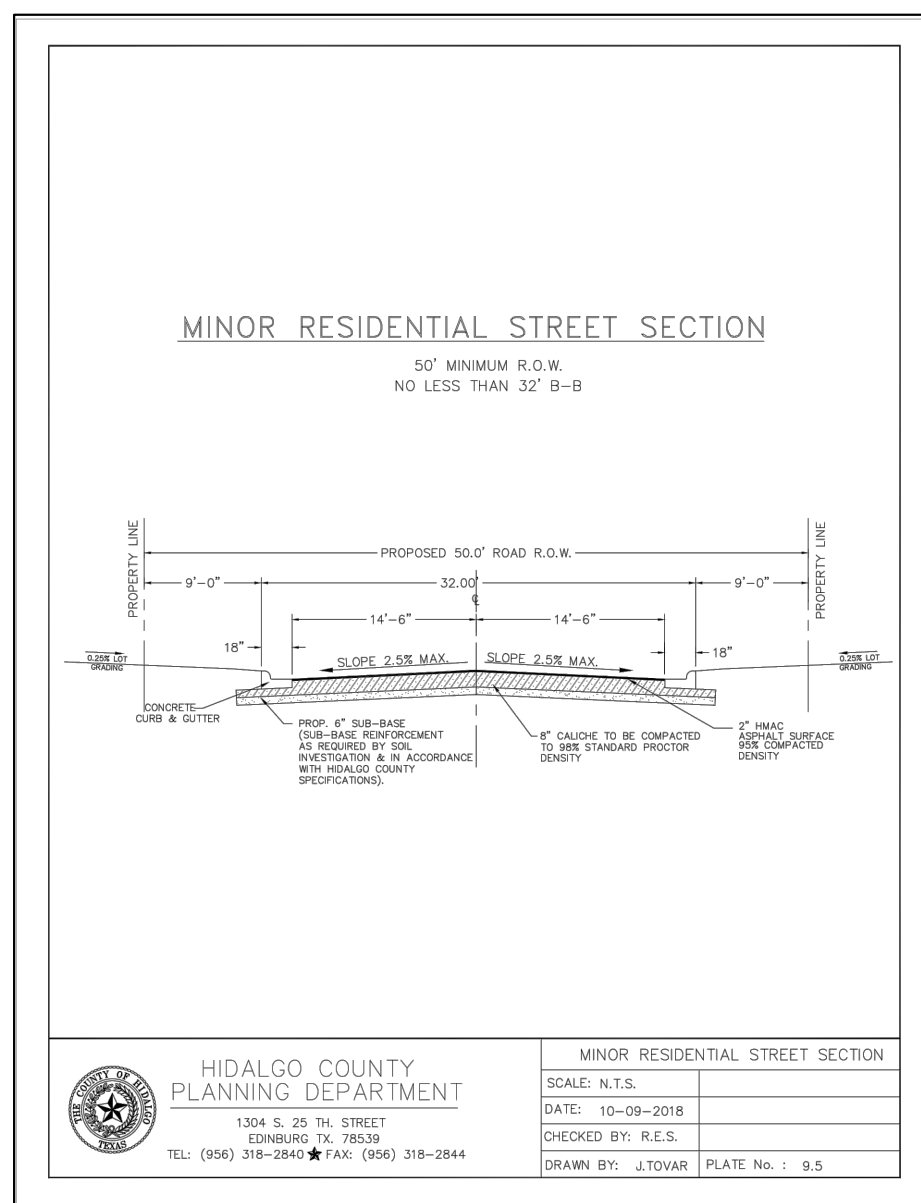 MINOR RESIDENTIAL STREET SECTION
50' MINIMUM R.O.W.
NO LESS THAN 32' B-B
PROPERTY LINE
PROPERTY LINE
PROPOSED 50.0' ROAD R.O.W.
9'-0"
32.00'
9'-0"
℄
14'-6"
14'-6"
18"
18"
0.25% LOT
GRADING
SLOPE 2.5% MAX.
SLOPE 2.5% MAX.
0.25% LOT
GRADING
CONCRETE
CURB & GUTTER
PROP. 6" SUB-BASE
(SUB-BASE REINFORCEMENT
AS REQUIRED BY SOIL
INVESTIGATION & IN ACCORDANCE
WITH HIDALGO COUNTY
SPECIFICATIONS).
8" CALICHE TO BE COMPACTED
TO 98% STANDARD PROCTOR
DENSITY
2" HMAC
ASPHALT SURFACE
95% COMPACTED
DENSITY
THE COUNTY OF HIDALGO
TEXAS
HIDALGO COUNTY
PLANNING DEPARTMENT
1304 S. 25 TH. STREET
EDINBURG TX. 78539
TEL: (956) 318-2840 ★ FAX: (956) 318-2844
MINOR RESIDENTIAL STREET SECTION
SCALE: N.T.S.
DATE: 10-09-2018
CHECKED BY: R.E.S.
DRAWN BY: J.TOVAR
PLATE No. : 9.5